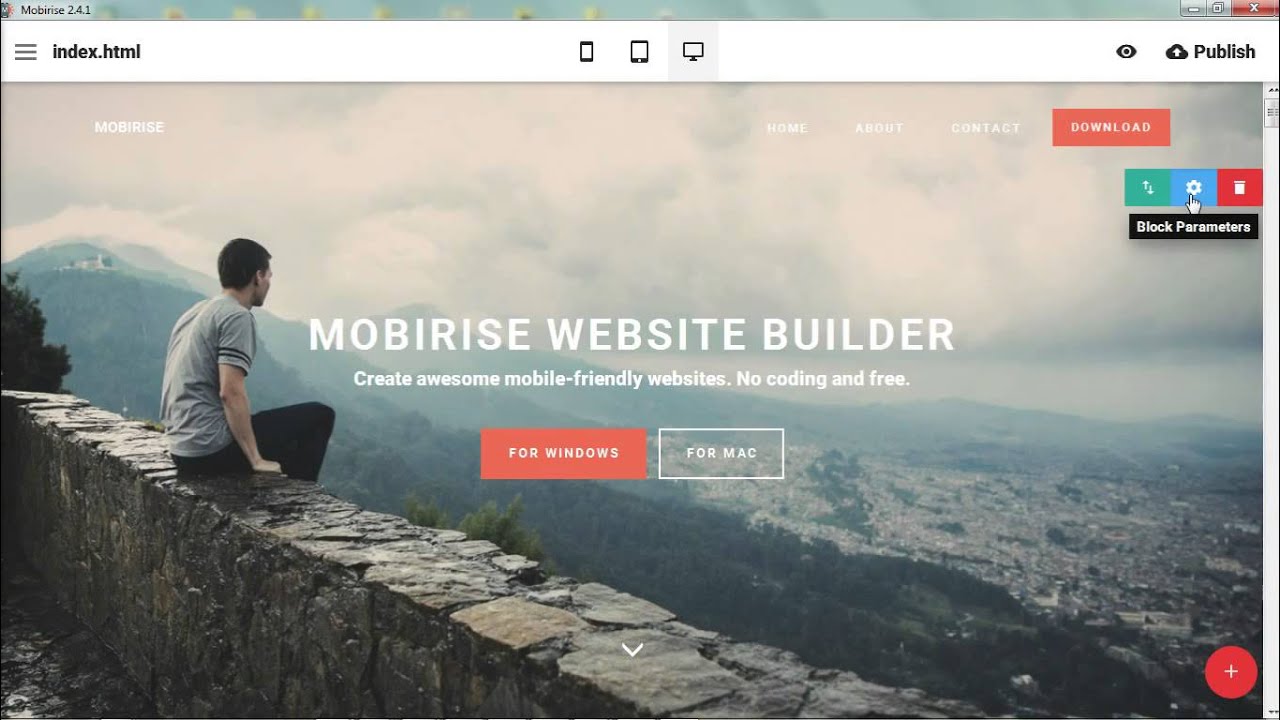 Mobirise 2.4.1
index.html
Publish
MOBIRISE
HOME ABOUT CONTACT DOWNLOAD
Block Parameters
MOBIRISE WEBSITE BUILDER
Create awesome mobile-friendly websites. No coding and free.
FOR WINDOWS FOR MAC